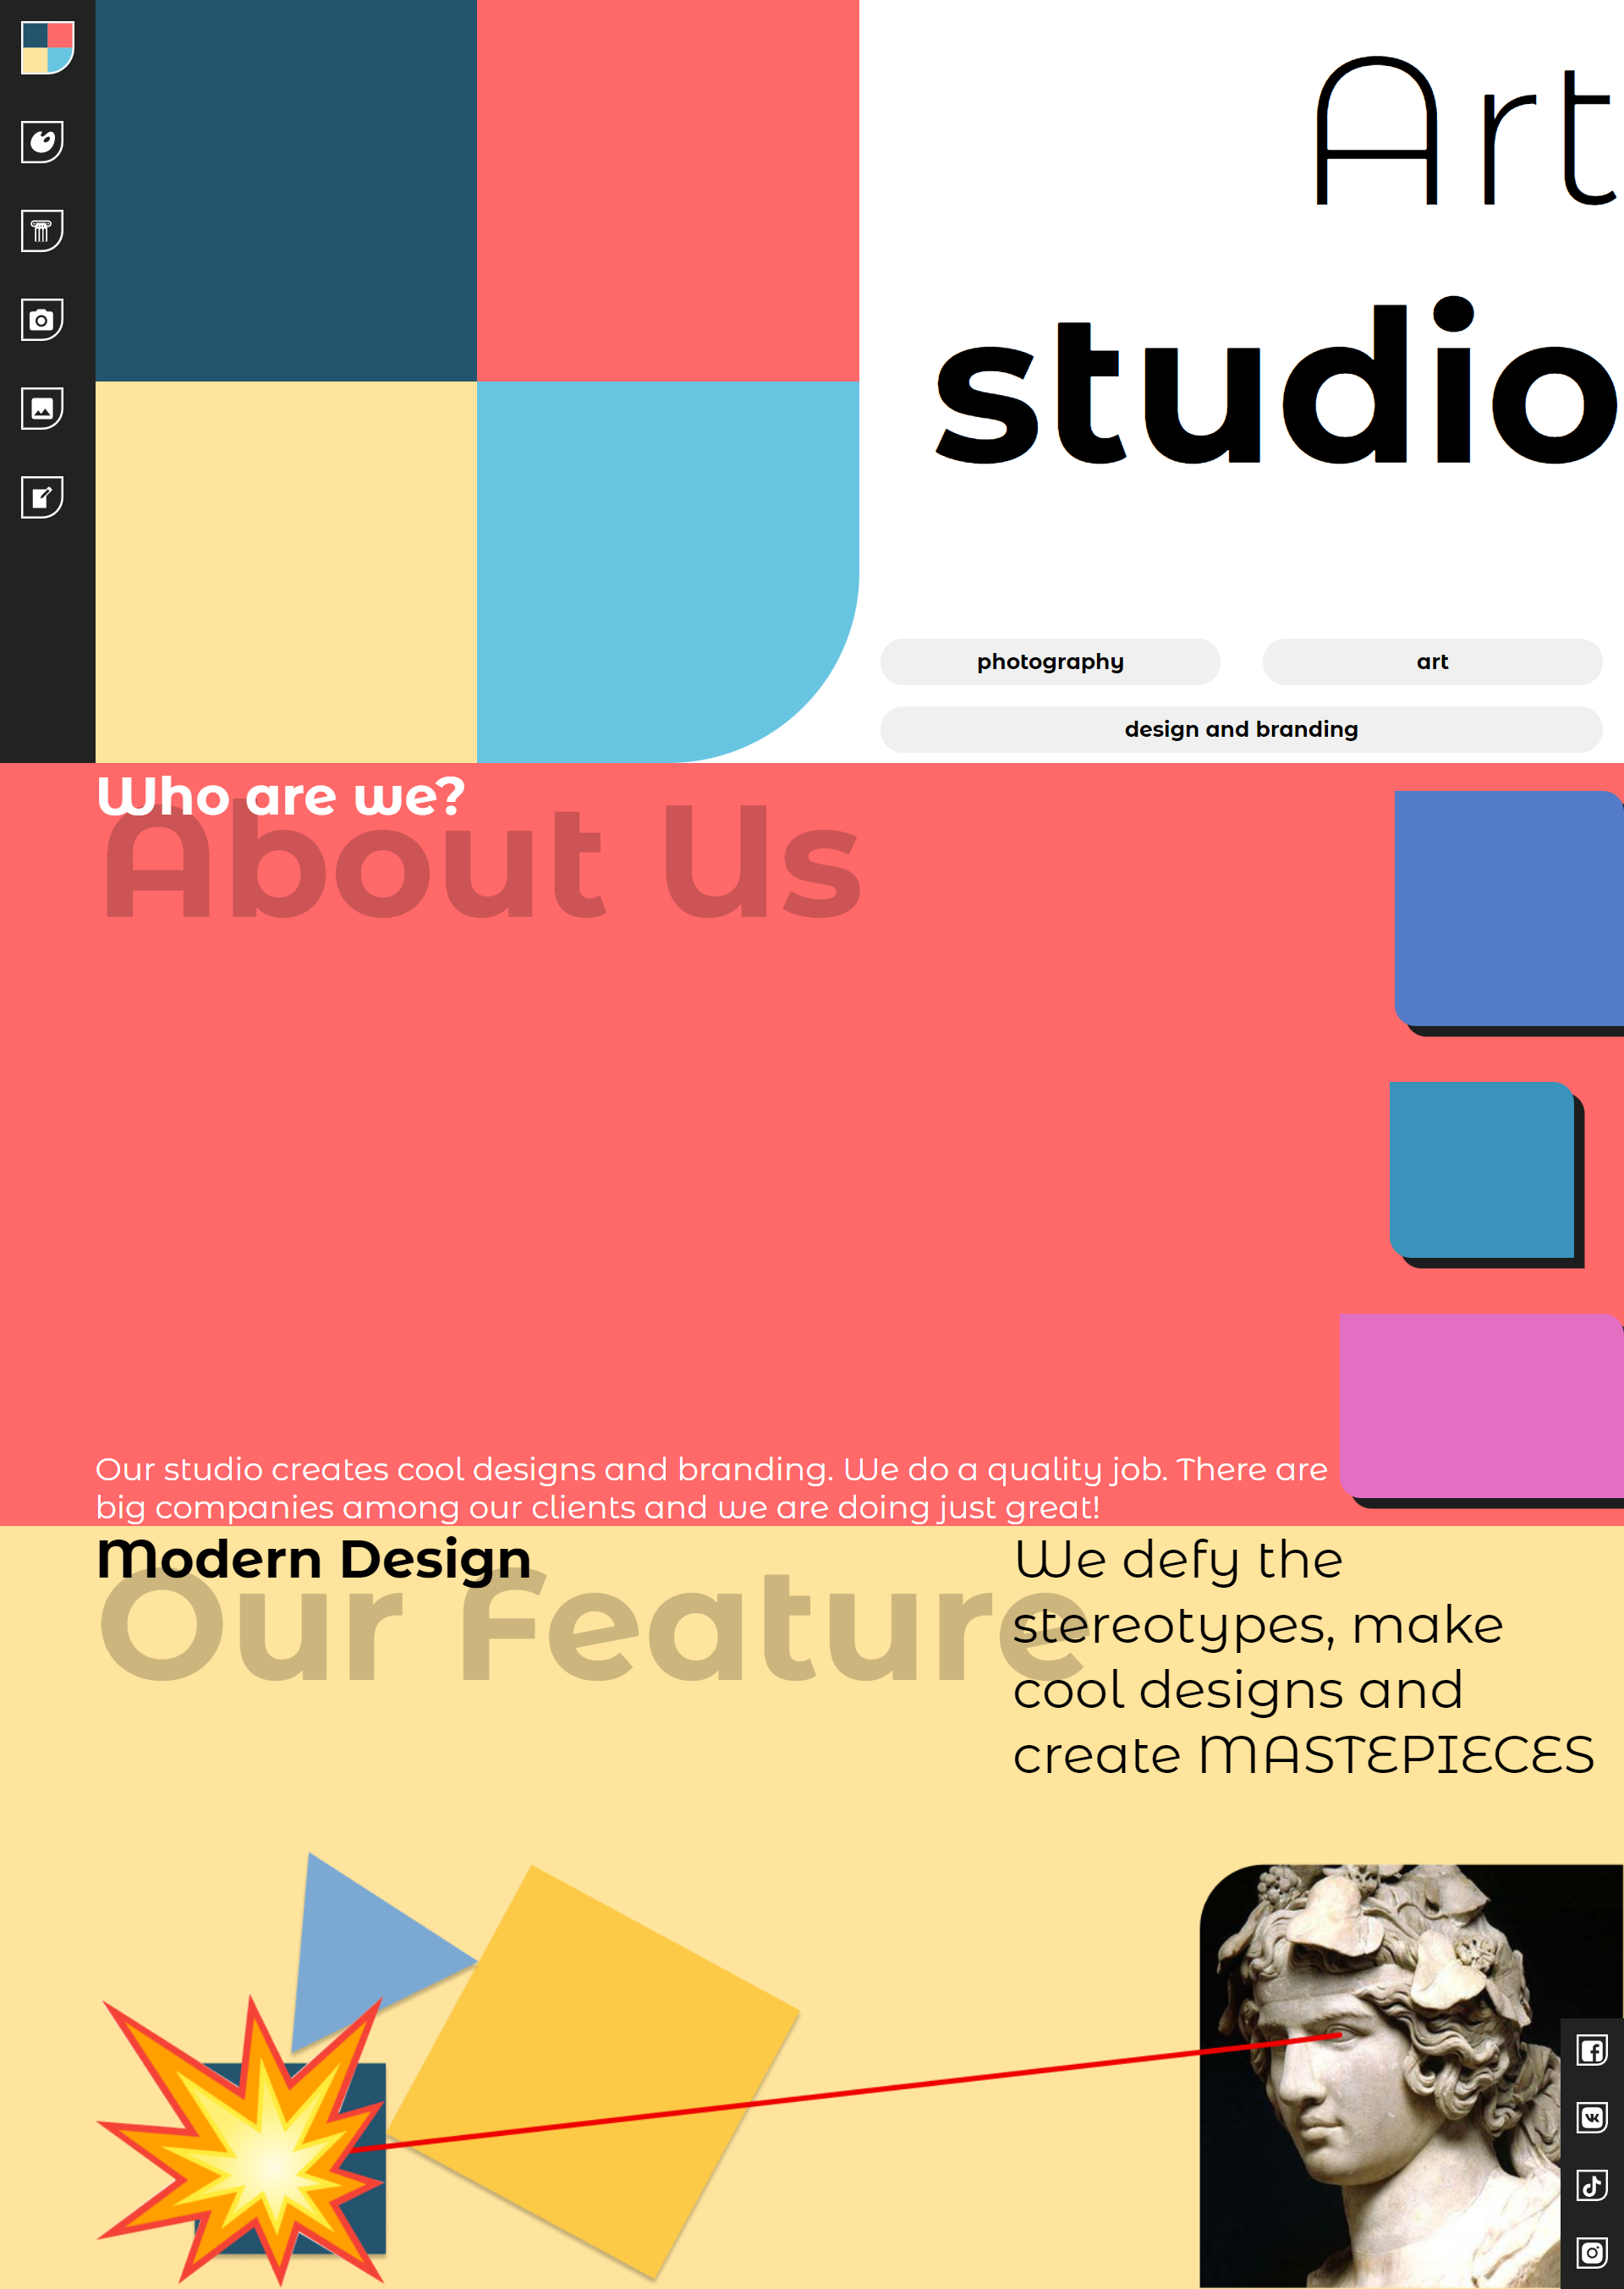 Art
studio
photography
art
design and branding
Who are we?
About Us
Our studio creates cool designs and branding. We do a quality job. There are
big companies among our clients and we are doing just great!
Modern Design
Our Feature
We defy the
stereotypes, make
cool designs and
create MASTEPIECES